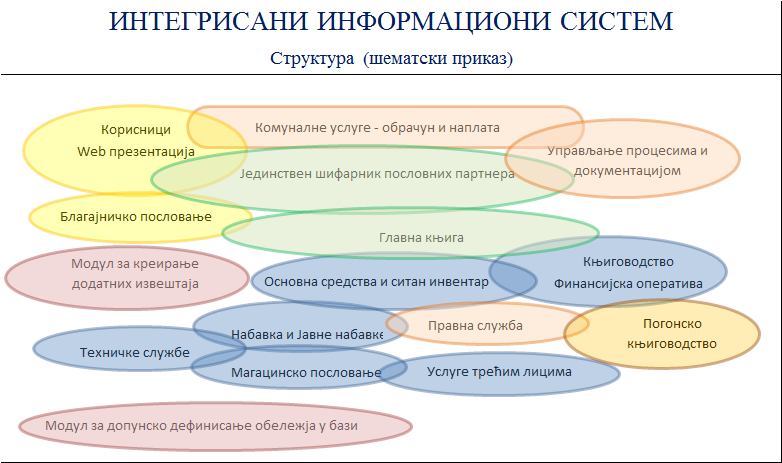 ИНТЕГРИСАНИ ИНФОРМАЦИОНИ СИСТЕМ
Структура (шематски приказ)
Корисници
Web презентација
Комуналне услуге - обрачун и наплата
Управљање процесима и
документацијом
Јединствен шифарник пословних партнера
Благајничко пословање
Главна књига
Модул за креирање
додатних извештаја
Основна средства и ситан инвентар
Књиговодство
Финансијска оператива
Набавка и Јавне набавке
Правна служба
Погонско
књиговодство
Техничке службе
Магацинско пословање
Услуге трећим лицима
Модул за допунско дефинисање обележја у бази